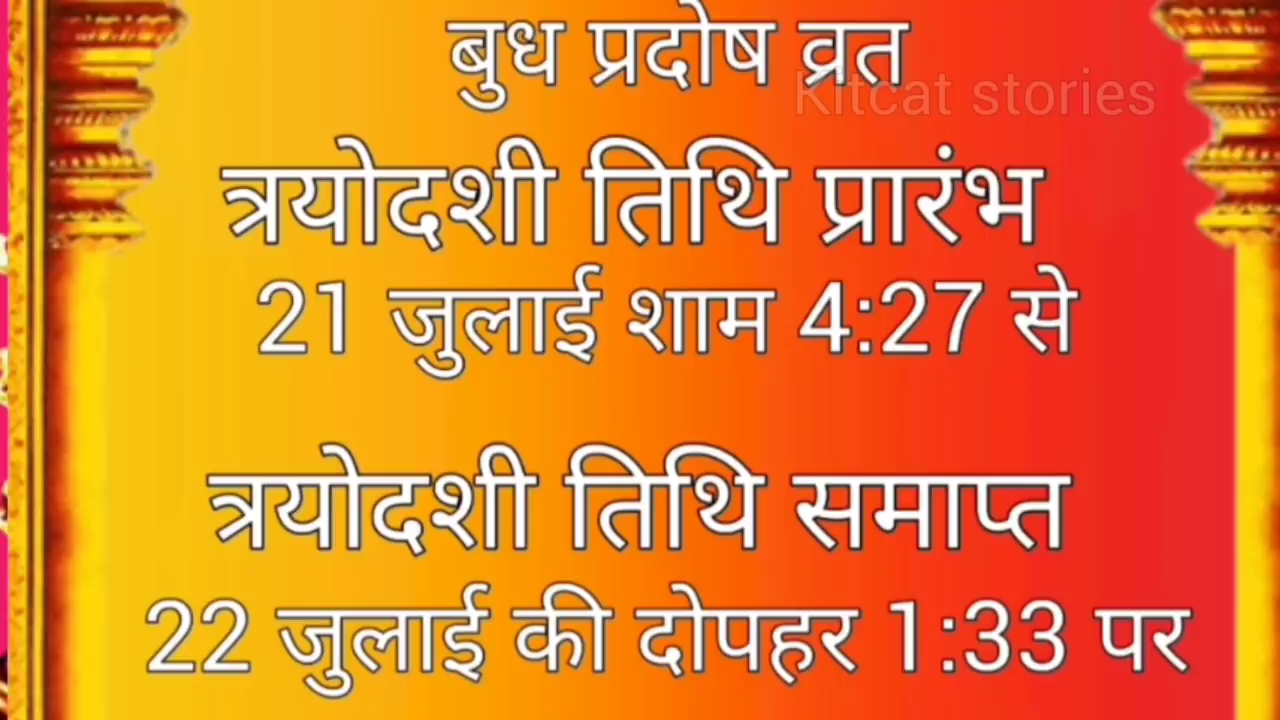 बुध प्रदोष व्रत
Kitcat stories
त्रयोदशी तिथि प्रारंभ
21 जुलाई शाम 4:27 से
त्रयोदशी तिथि समाप्त
22 जुलाई की दोपहर 1:33 पर